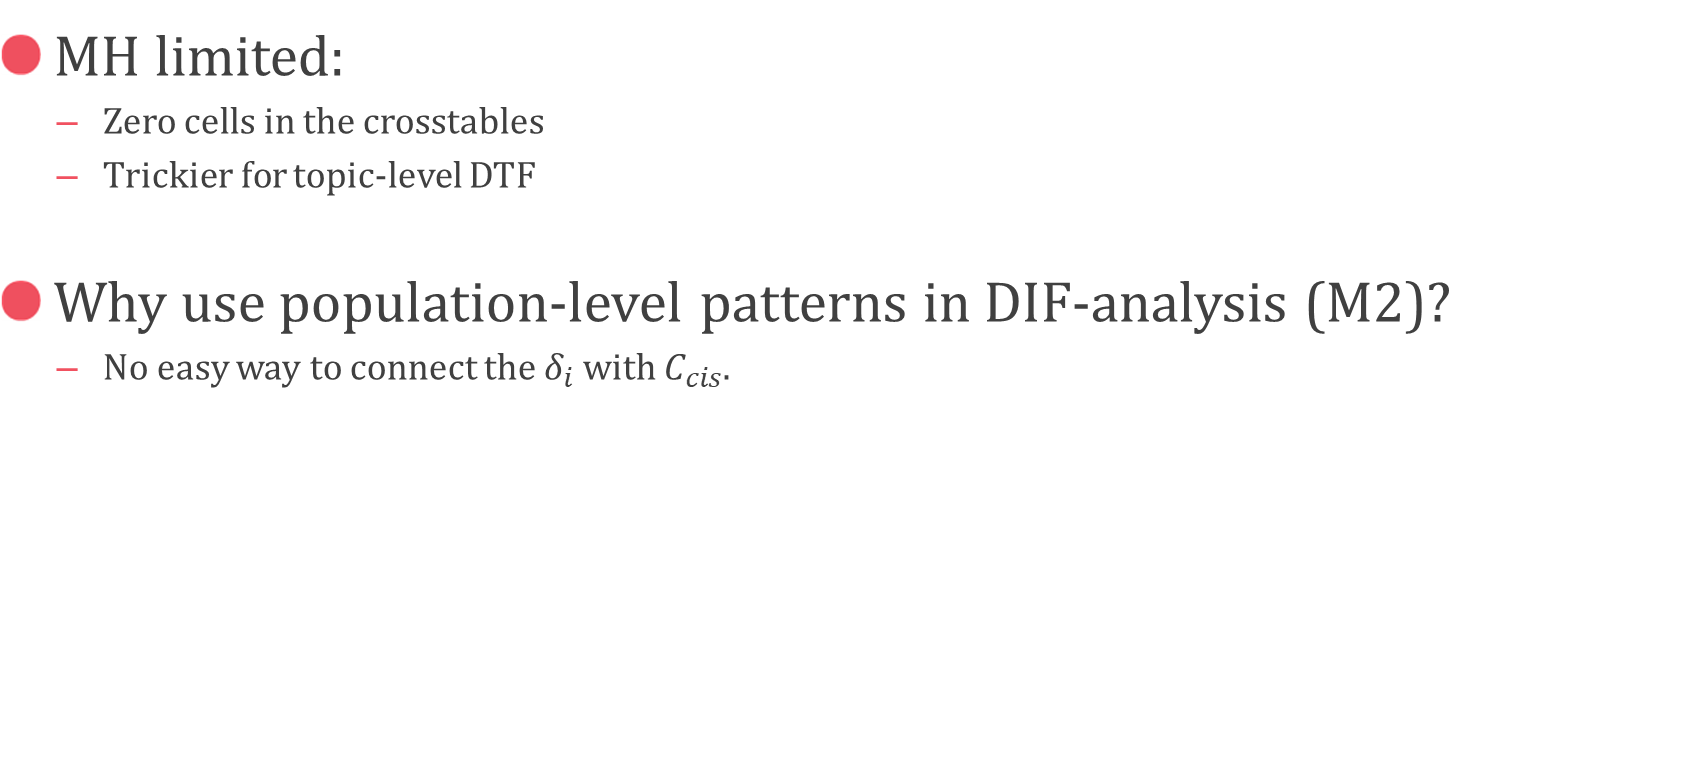 MH limited:
– Zero cells in the crosstables
– Trickier for topic-level DTF
Why use population-level patterns in DIF-analysis (M2)?
– No easy way to connect the δᵢ with C_cis.